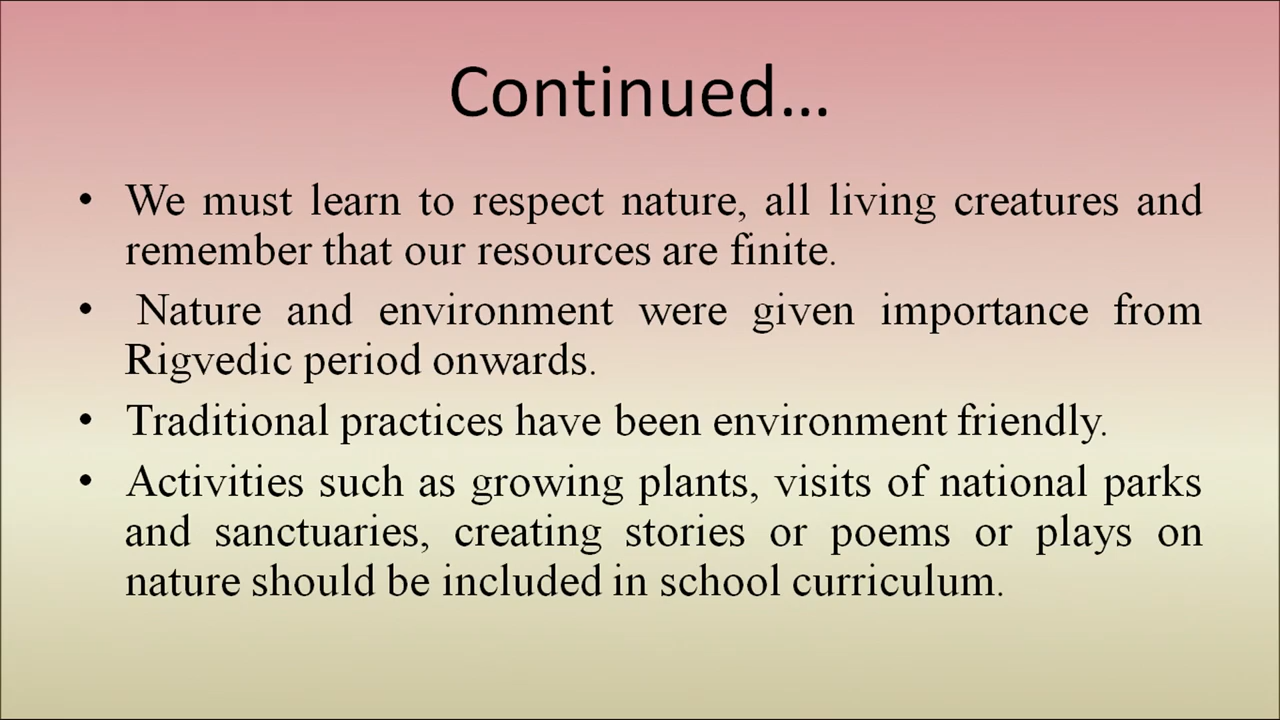 Continued…
• We must learn to respect nature, all living creatures and
remember that our resources are finite.
• Nature and environment were given importance from
Rigvedic period onwards.
• Traditional practices have been environment friendly.
• Activities such as growing plants, visits of national parks
and sanctuaries, creating stories or poems or plays on
nature should be included in school curriculum.